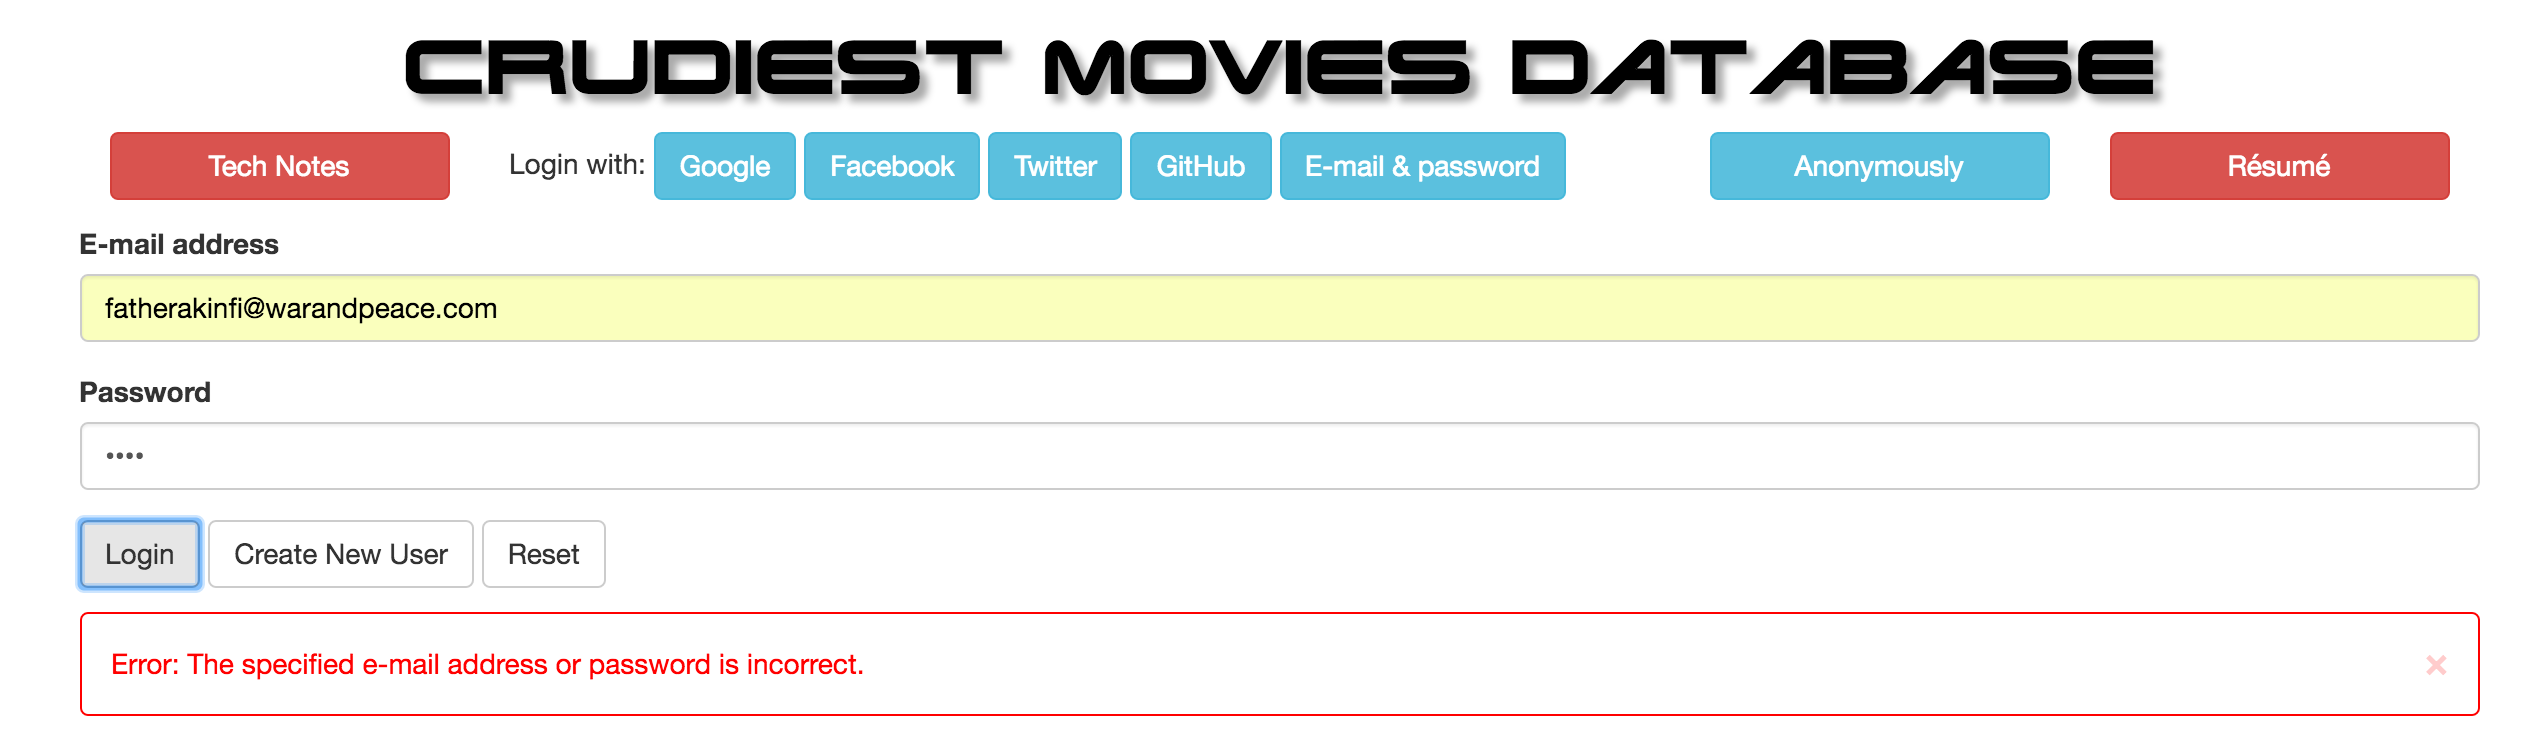 CRUDIEST MOVIES DATABASE
Tech Notes Login with: Google Facebook Twitter GitHub E-mail & password Anonymously Résumé
E-mail address
fatherakinfi@warandpeace.com
Password
••••
Login Create New User Reset
Error: The specified e-mail address or password is incorrect. ×